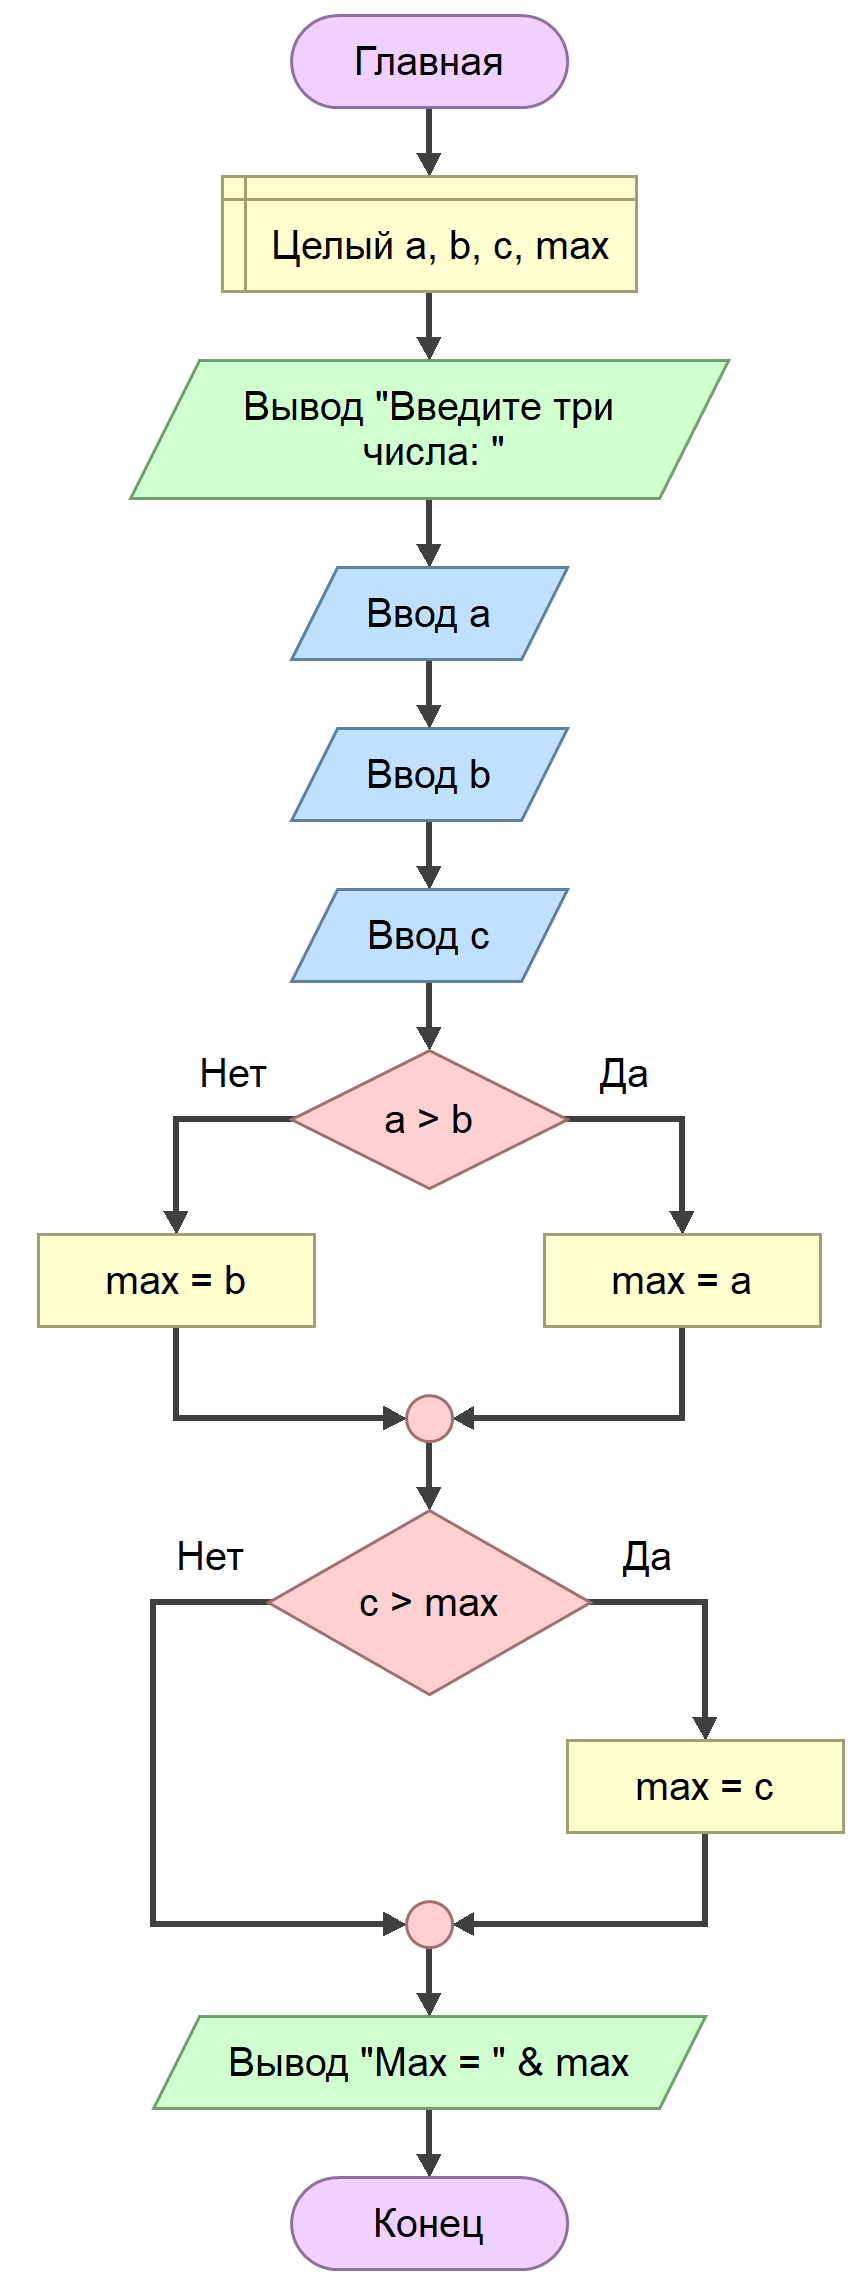 Главная
Целый a, b, c, max
Вывод "Введите три
числа: "
Ввод a
Ввод b
Ввод c
Нет
Да
a > b
max = b
max = a
Нет
Да
c > max
max = c
Вывод "Max = " & max
Конец